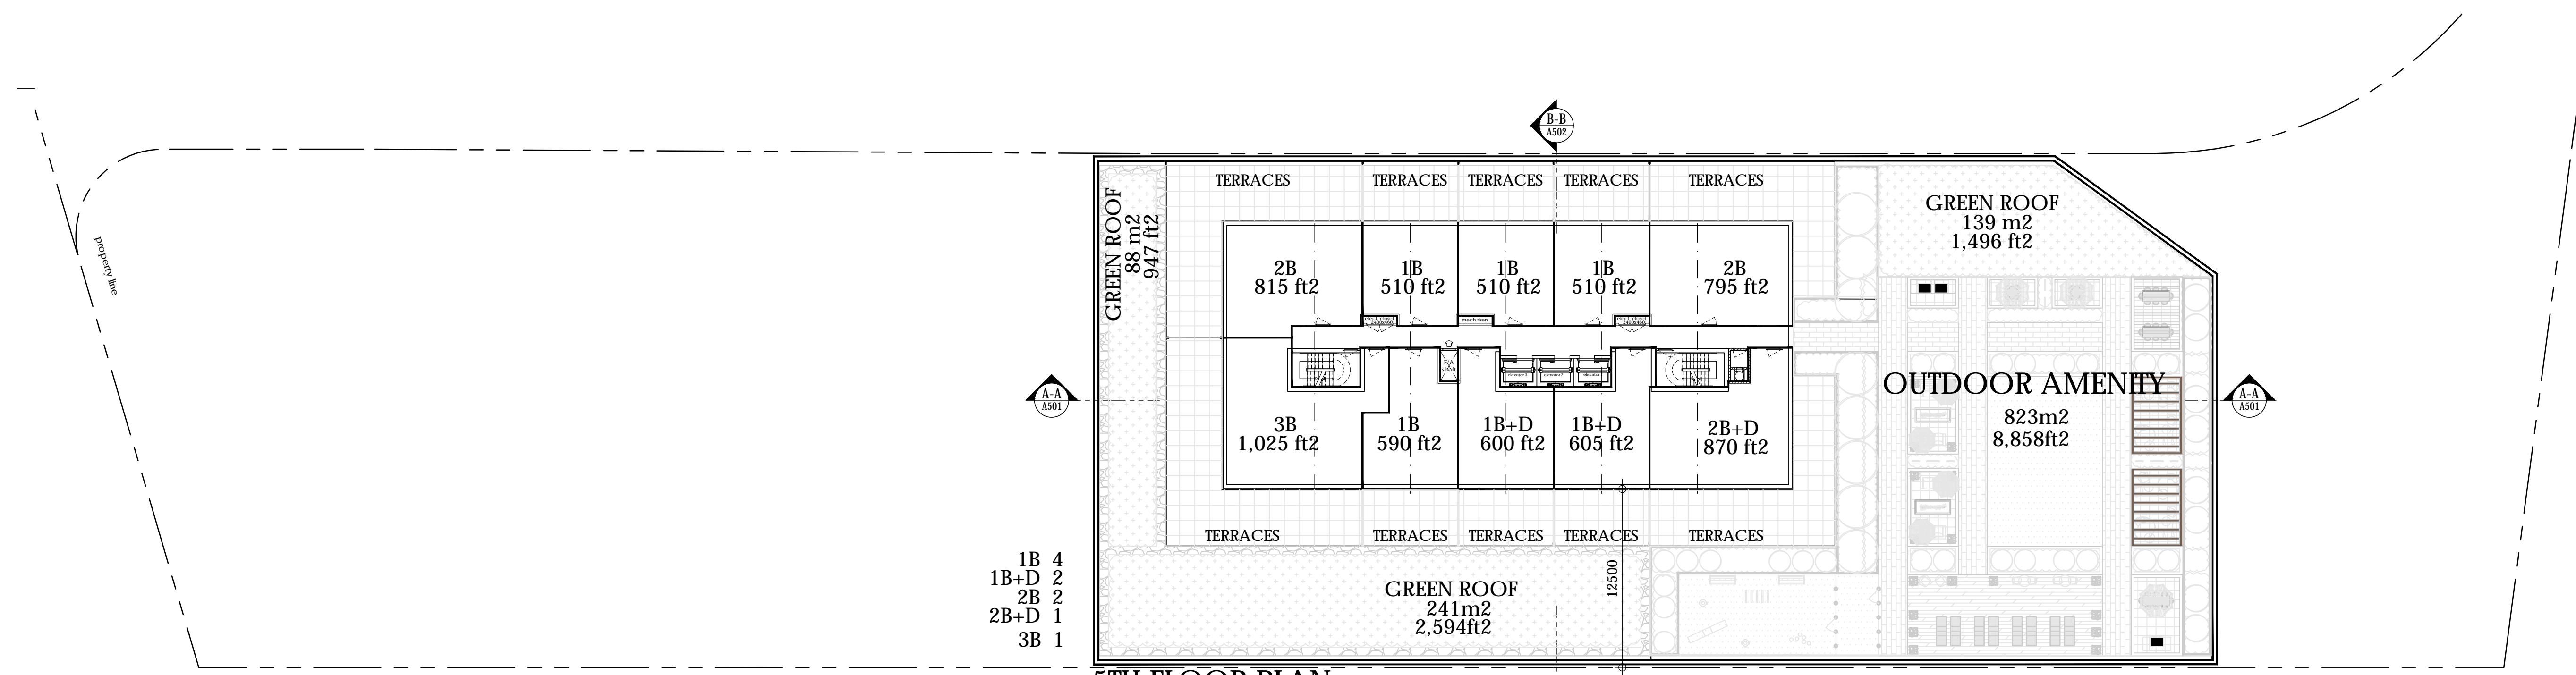 B-B
A502
TERRACES
TERRACES
TERRACES
TERRACES
TERRACES
GREEN ROOF
88 m2
947 ft2
GREEN ROOF
139 m2
1,496 ft2
property line
2B
815 ft2
1B
510 ft2
1B
510 ft2
1B
510 ft2
2B
795 ft2
A-A
A501
OUTDOOR AMENITY
823m2
8,858ft2
A-A
A501
3B
1,025 ft2
1B
590 ft2
1B+D
600 ft2
1B+D
605 ft2
2B+D
870 ft2
TERRACES
TERRACES
TERRACES
TERRACES
TERRACES
1B 4
1B+D 2
2B 2
2B+D 1
3B 1
GREEN ROOF
241m2
2,594ft2
12500
5TH FLOOR PLAN